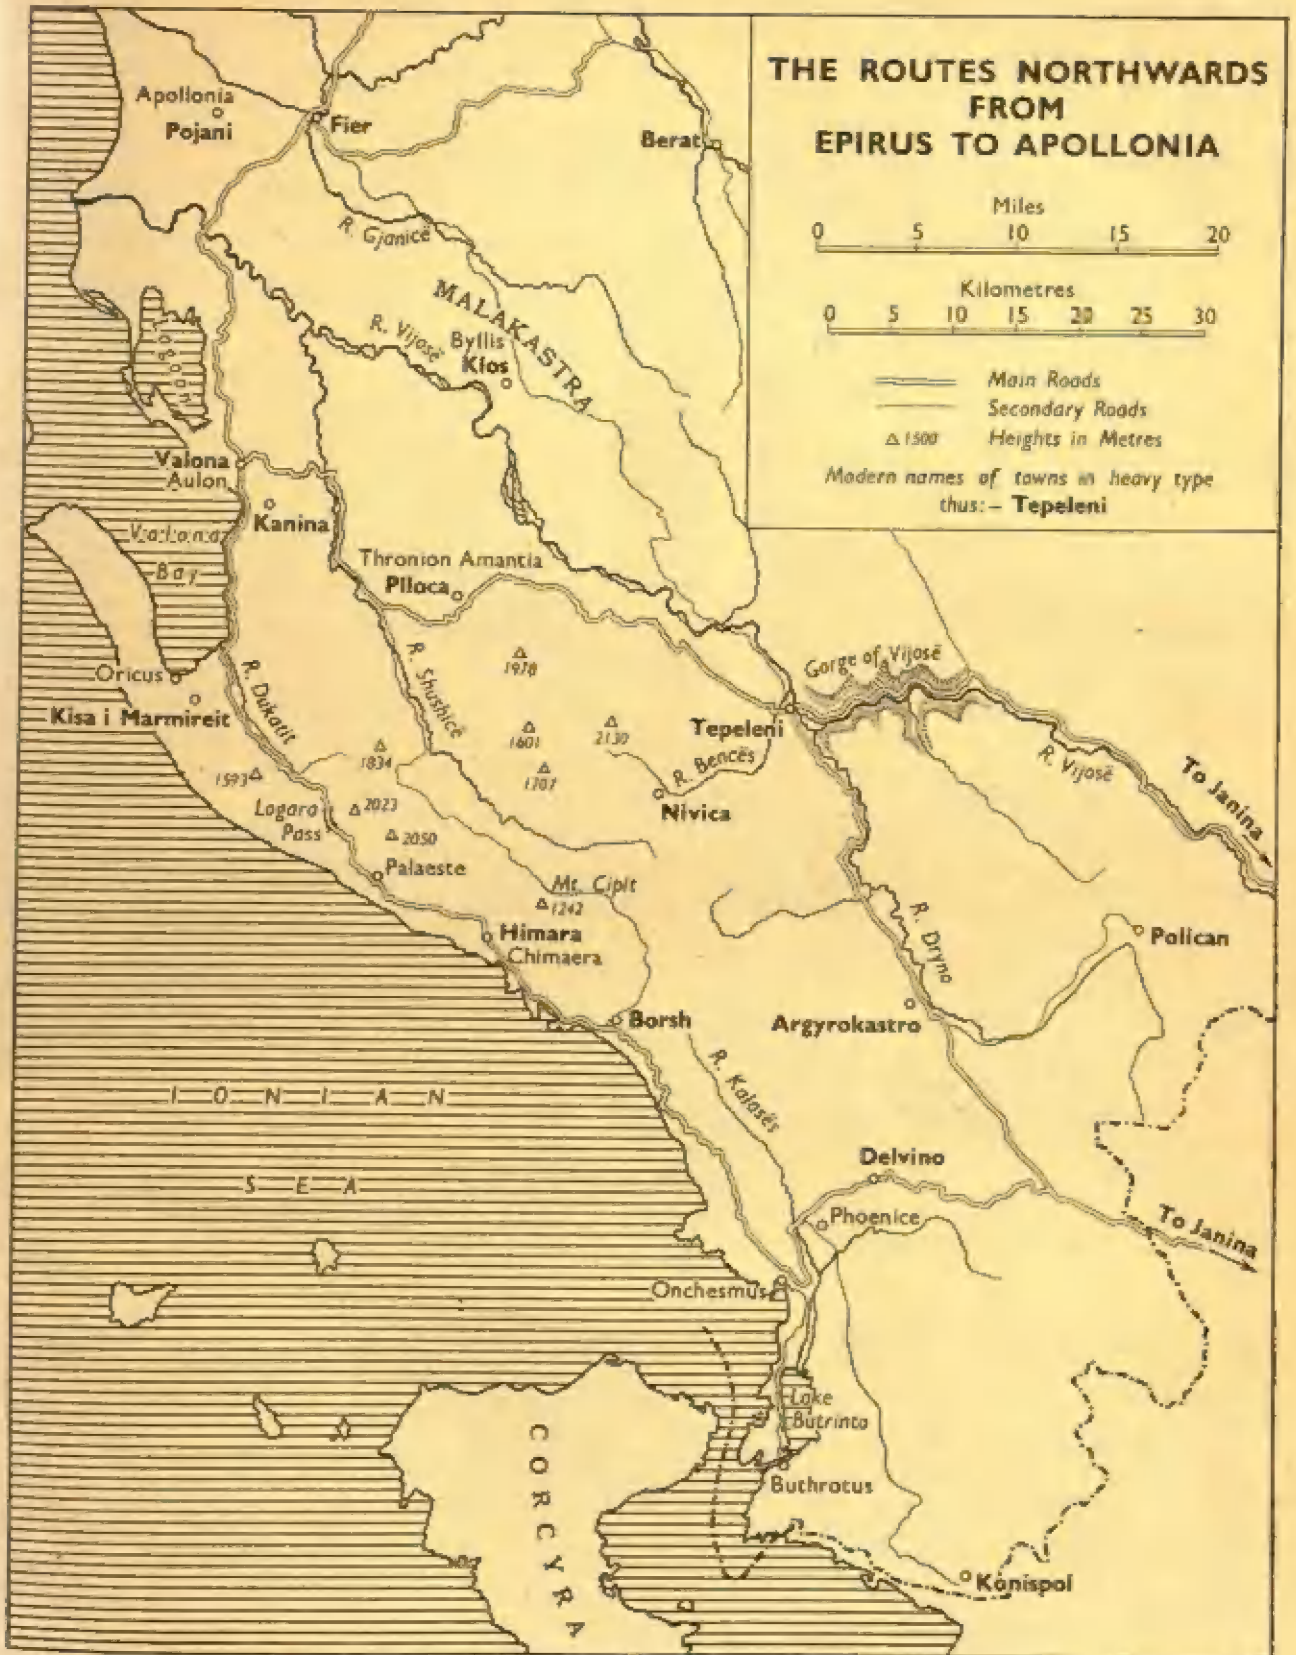 THE ROUTES NORTHWARDS
FROM
EPIRUS TO APOLLONIA
Miles
0 5 10 15 20
Kilometres
0 5 10 15 20 25 30
Main Roads
Secondary Roads
1500 Heights in Metres
Modern names of towns in heavy type
thus:– Tepeleni
Apollonia
Pojani
Fier
Berat
R. Gjanicë
MALAKASTRA
R. Vijosë
Byllis
Klos
Valona
Aulon
Kanina
Valona
Bay
Thronion Amantia
Plloca
Oricus
Kisa i Marmireit
R. Dukatit
R. Shushicë
1978
Gorge of Vijosë
Tepeleni
R. Vijosë
To Janina
1601
2130
1834
1707
R. Bencës
Nivica
1593
Logara
Pass
2023
2050
Palaeste
Mt. Cipit
1242
Himara
Chimaera
R. Dryno
Polican
Borsh
Argyrokastro
R. Kalasës
IONIAN
SEA
Delvino
Phoenice
To Janina
Onchesmus
Lake
Butrinto
Buthrotus
CORCYRA
Konispol